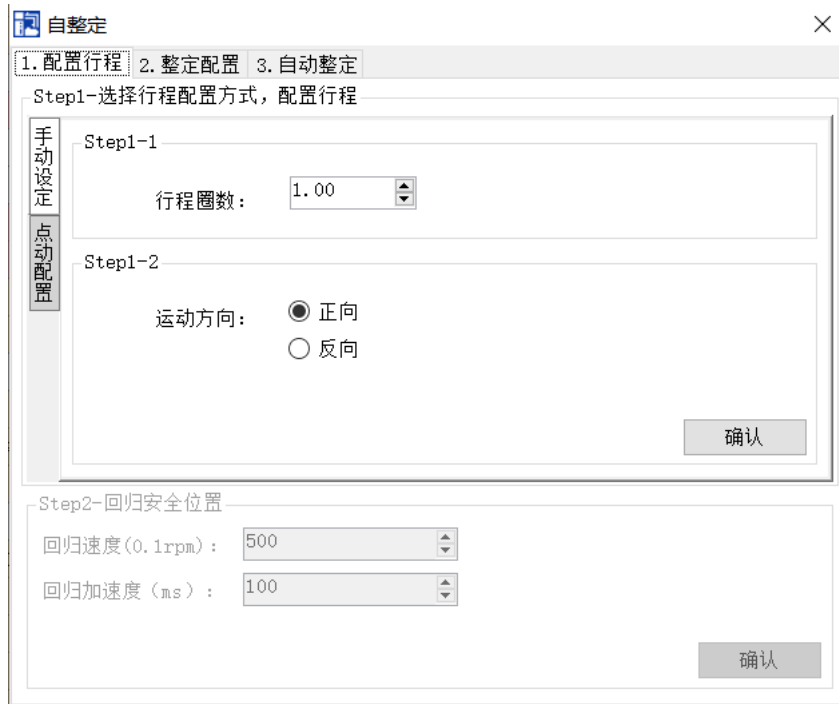 自整定
1.配置行程 2.整定配置 3.自动整定
Step1-选择行程配置方式，配置行程
手动设定
点动配置
Step1-1
行程圈数： 1.00
Step1-2
运动方向： 正向
反向
确认
Step2-回归安全位置
回归速度(0.1rpm)： 500
回归加速度（ms）： 100
确认